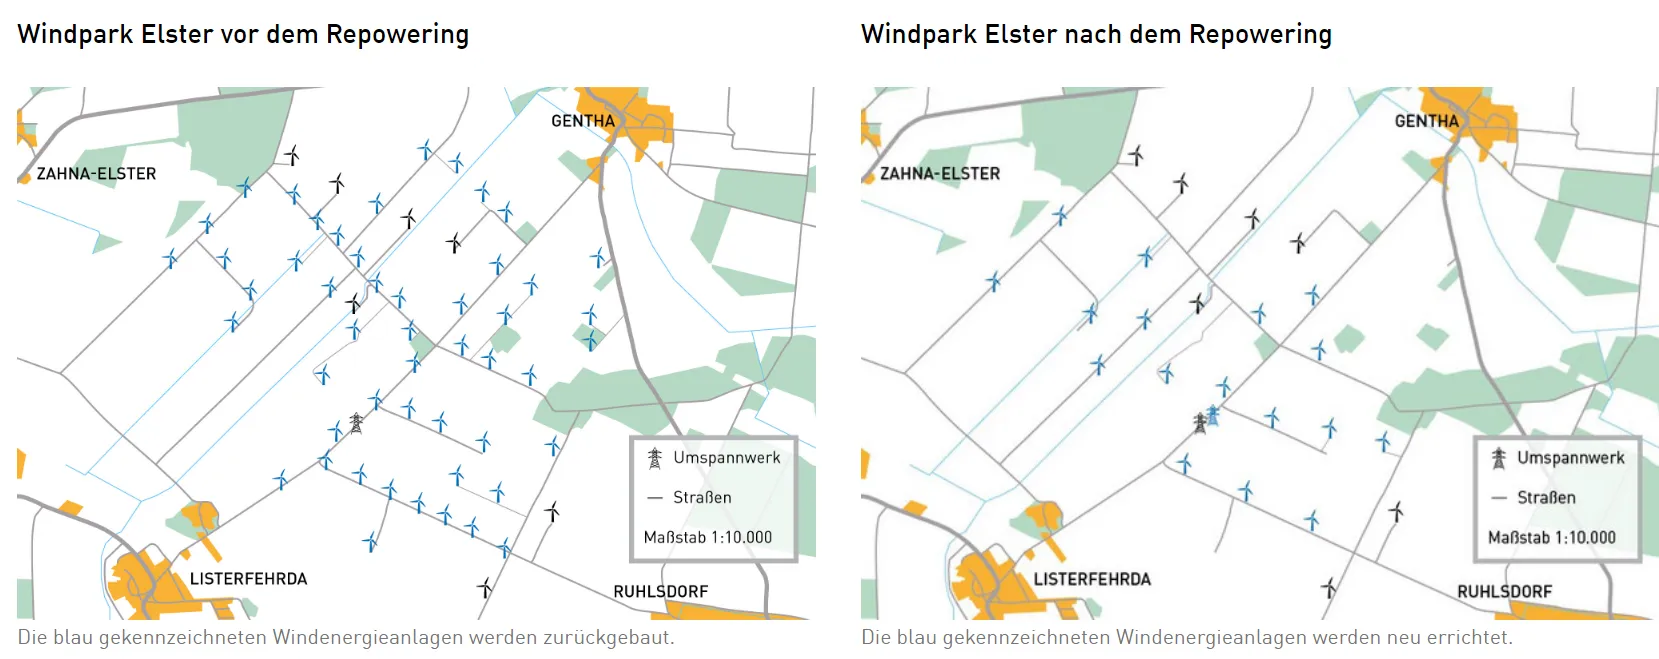 Windpark Elster vor dem Repowering
GENTHA
ZAHNA-ELSTER
Umspannwerk
Straßen
Maßstab 1:10.000
LISTERFEHRDA
RUHLSDORF
Die blau gekennzeichneten Windenergieanlagen werden zurückgebaut.
Windpark Elster nach dem Repowering
GENTHA
ZAHNA-ELSTER
Umspannwerk
Straßen
Maßstab 1:10.000
LISTERFEHRDA
RUHLSDORF
Die blau gekennzeichneten Windenergieanlagen werden neu errichtet.